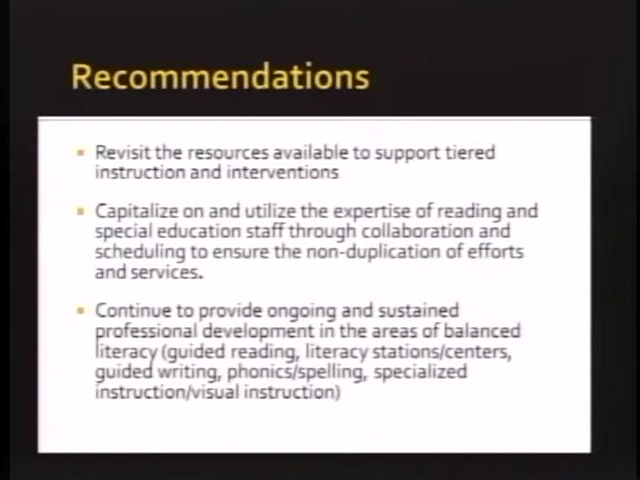 Recommendations
Revisit the resources available to support tiered
instruction and interventions
Capitalize on and utilize the expertise of reading and
special education staff through collaboration and
scheduling to ensure the non-duplication of efforts
and services.
Continue to provide ongoing and sustained
professional development in the areas of balanced
literacy (guided reading, literacy stations/centers,
guided writing, phonics/spelling, specialized
instruction/visual instruction)